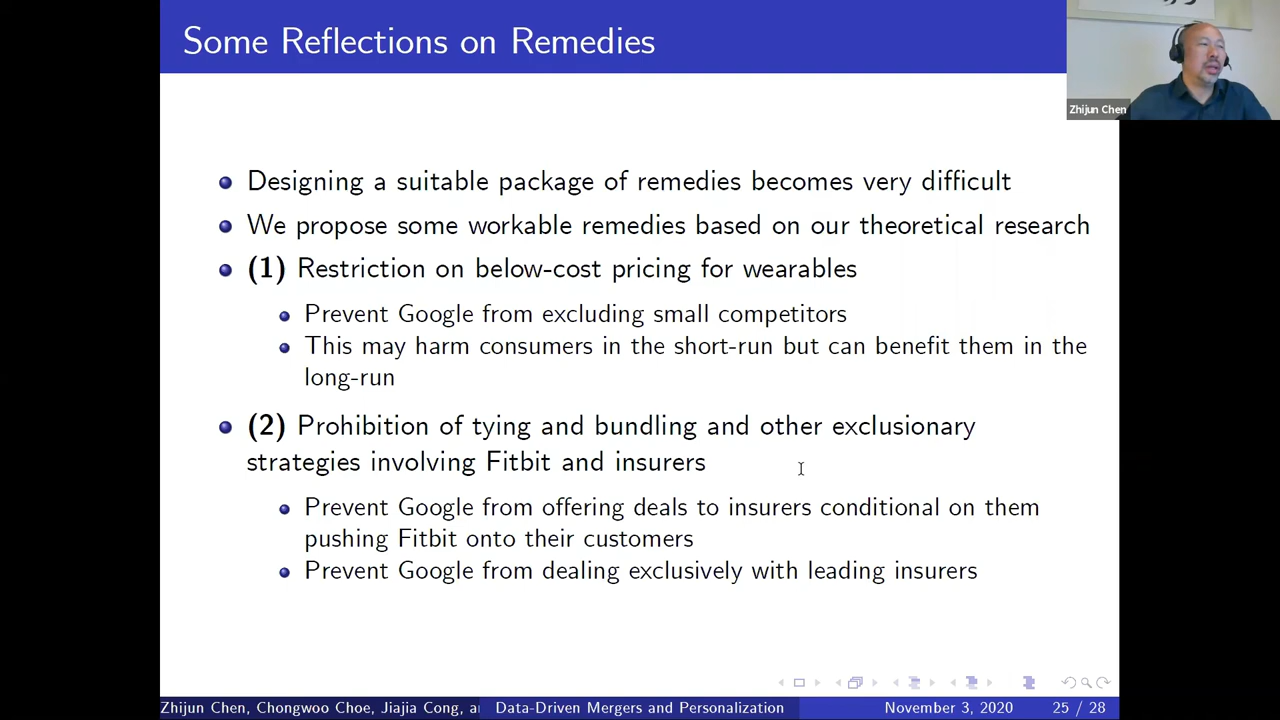 Some Reflections on Remedies
Zhijun Chen
Designing a suitable package of remedies becomes very difficult
We propose some workable remedies based on our theoretical research
(1) Restriction on below-cost pricing for wearables
Prevent Google from excluding small competitors
This may harm consumers in the short-run but can benefit them in the
long-run
(2) Prohibition of tying and bundling and other exclusionary
strategies involving Fitbit and insurers
Prevent Google from offering deals to insurers conditional on them
pushing Fitbit onto their customers
Prevent Google from dealing exclusively with leading insurers
Zhijun Chen, Chongwoo Choe, Jiajia Cong, a
Data-Driven Mergers and Personalization
November 3, 2020
25 / 28